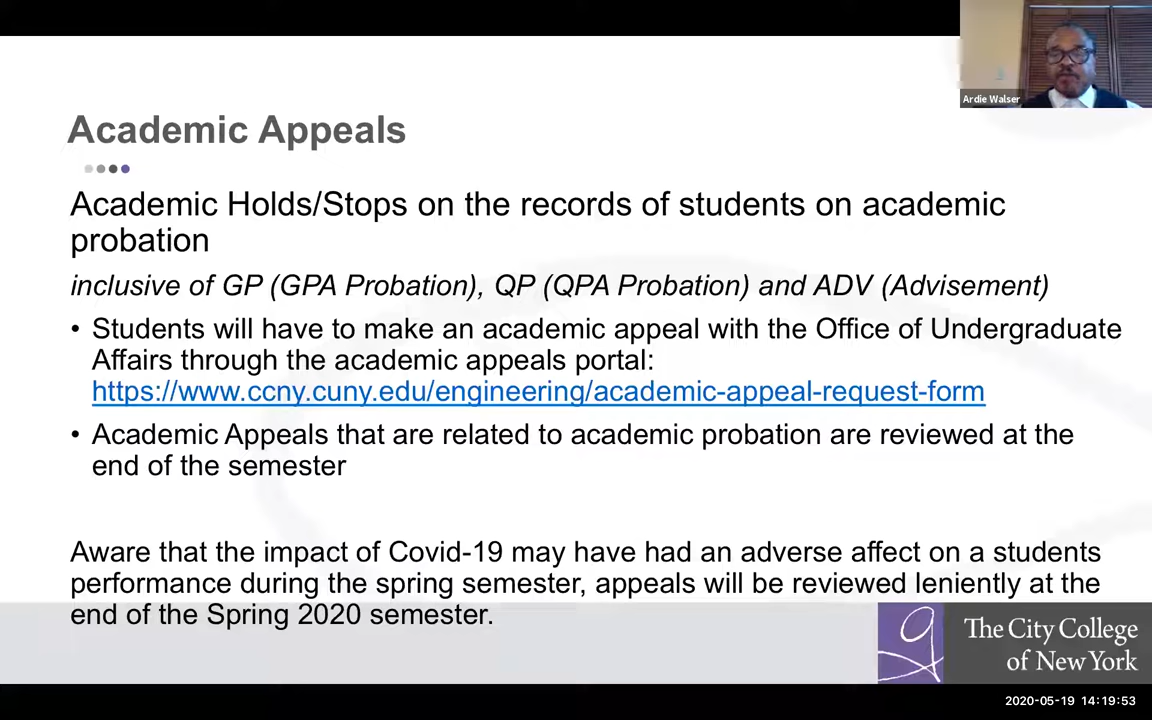 Ardie Walser
Academic Appeals
Academic Holds/Stops on the records of students on academic
probation
inclusive of GP (GPA Probation), QP (QPA Probation) and ADV (Advisement)
• Students will have to make an academic appeal with the Office of Undergraduate
Affairs through the academic appeals portal:
https://www.ccny.cuny.edu/engineering/academic-appeal-request-form
• Academic Appeals that are related to academic probation are reviewed at the
end of the semester
Aware that the impact of Covid-19 may have had an adverse affect on a students
performance during the spring semester, appeals will be reviewed leniently at the
end of the Spring 2020 semester.
The City College
of New York
2020-05-19 14:19:53